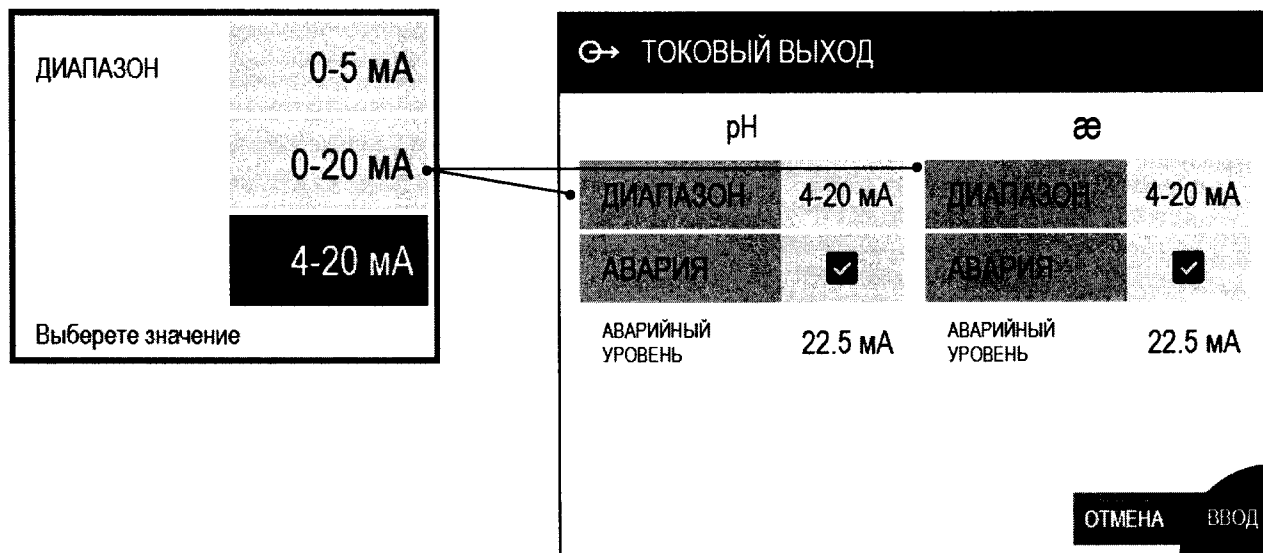 ДИАПАЗОН
0-5 мА
0-20 мА
4-20 мА
Выберете значение
ТОКОВЫЙ ВЫХОД
pH
æ
ДИАПАЗОН
4-20 мА
ДИАПАЗОН
4-20 мА
АВАРИЯ
АВАРИЯ
АВАРИЙНЫЙ
УРОВЕНЬ
22.5 мА
АВАРИЙНЫЙ
УРОВЕНЬ
22.5 мА
ОТМЕНА
ВВОД